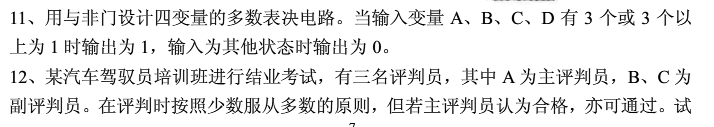 11、用与非门设计四变量的多数表决电路。当输入变量 A、B、C、D 有 3 个或 3 个以
上为 1 时输出为 1，输入为其他状态时输出为 0。
12、某汽车驾驭员培训班进行结业考试，有三名评判员，其中 A 为主评判员，B、C 为
副评判员。在评判时按照少数服从多数的原则，但若主评判员认为合格，亦可通过。试